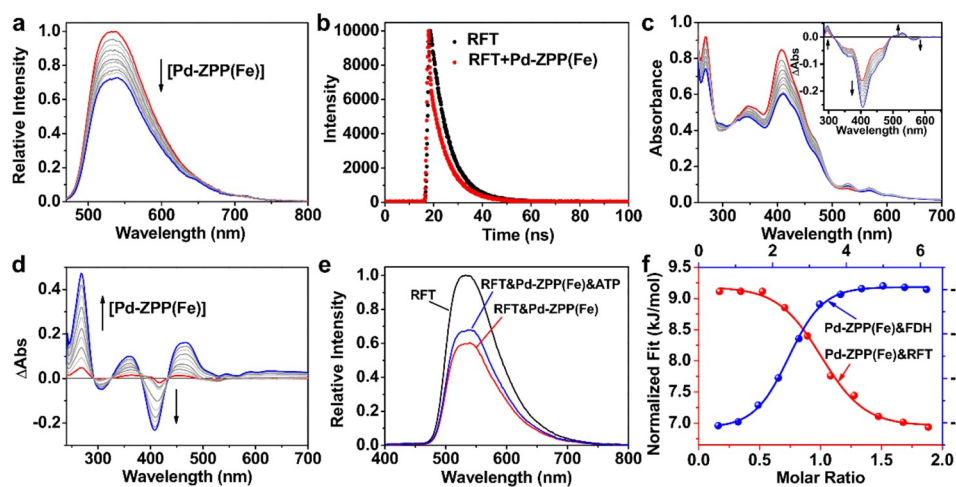 a
Relative Intensity
1.0
0.8
0.6
0.4
0.2
0.0
[Pd-ZPP(Fe)]
500 600 700 800
Wavelength (nm)
b
Intensity
10000
8000
6000
4000
2000
0
RFT
RFT+Pd-ZPP(Fe)
0 20 40 60 80 100
Time (ns)
c
Absorbance
0.8
0.6
0.4
0.2
0.0
300 400 500 600 700
Wavelength (nm)
ΔAbs
0.0
-0.1
-0.2
300 400 500 600
Wavelength (nm)
d
ΔAbs
0.4
0.2
0.0
-0.2
[Pd-ZPP(Fe)]
300 400 500 600 700
Wavelength (nm)
e
Relative Intensity
1.0
0.8
0.6
0.4
0.2
0.0
RFT
RFT&Pd-ZPP(Fe)&ATP
RFT&Pd-ZPP(Fe)
400 500 600 700 800
Wavelength (nm)
f
0 1 2 3 4 5 6
Normalized Fit (kJ/mol)
9.5
9.0
8.5
8.0
7.5
7.0
Pd-ZPP(Fe)&FDH
Pd-ZPP(Fe)&RFT
0.0 0.5 1.0 1.5 2.0
Molar Ratio